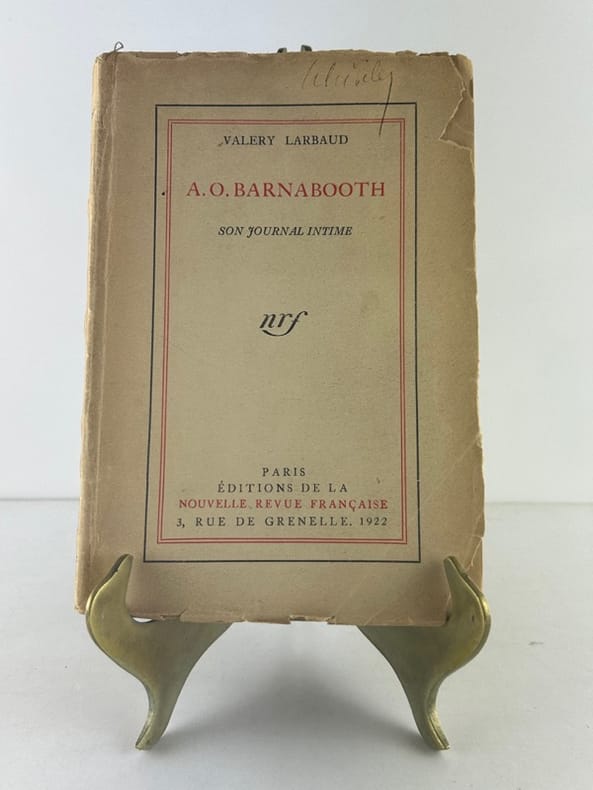 VALERY LARBAUD
A. O. BARNABOOTH
SON JOURNAL INTIME
nrf
PARIS
ÉDITIONS DE LA
NOUVELLE REVUE FRANÇAISE
3, RUE DE GRENELLE. 1922